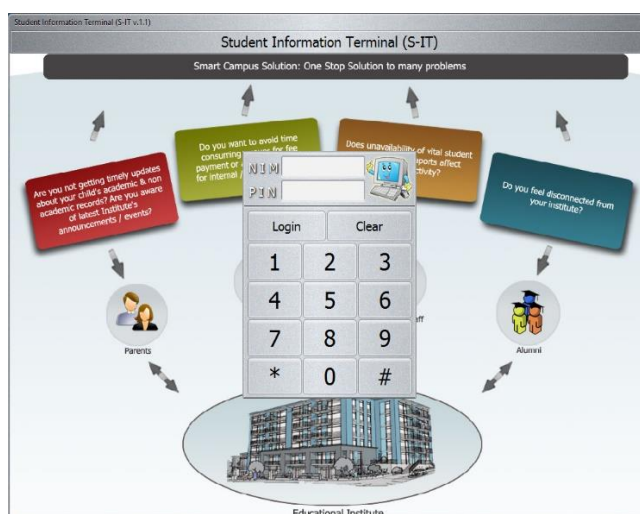 Student Information Terminal (S-IT v.1.1)
Student Information Terminal (S-IT)
Smart Campus Solution: One Stop Solution to many problems
Are you not getting timely updates
about your child's academic & non
academic records? Are you aware
of latest Institute's
announcements / events?
Do you want to avoid time
consuming
for fee
payment or
for internal /
Does unavailability of vital student
reports affect
Do you feel disconnected from
your institute?
NIM
PIN
Login
Clear
1 2 3
4 5 6
7 8 9
* 0 #
Parents
Alumni
Educational Institute